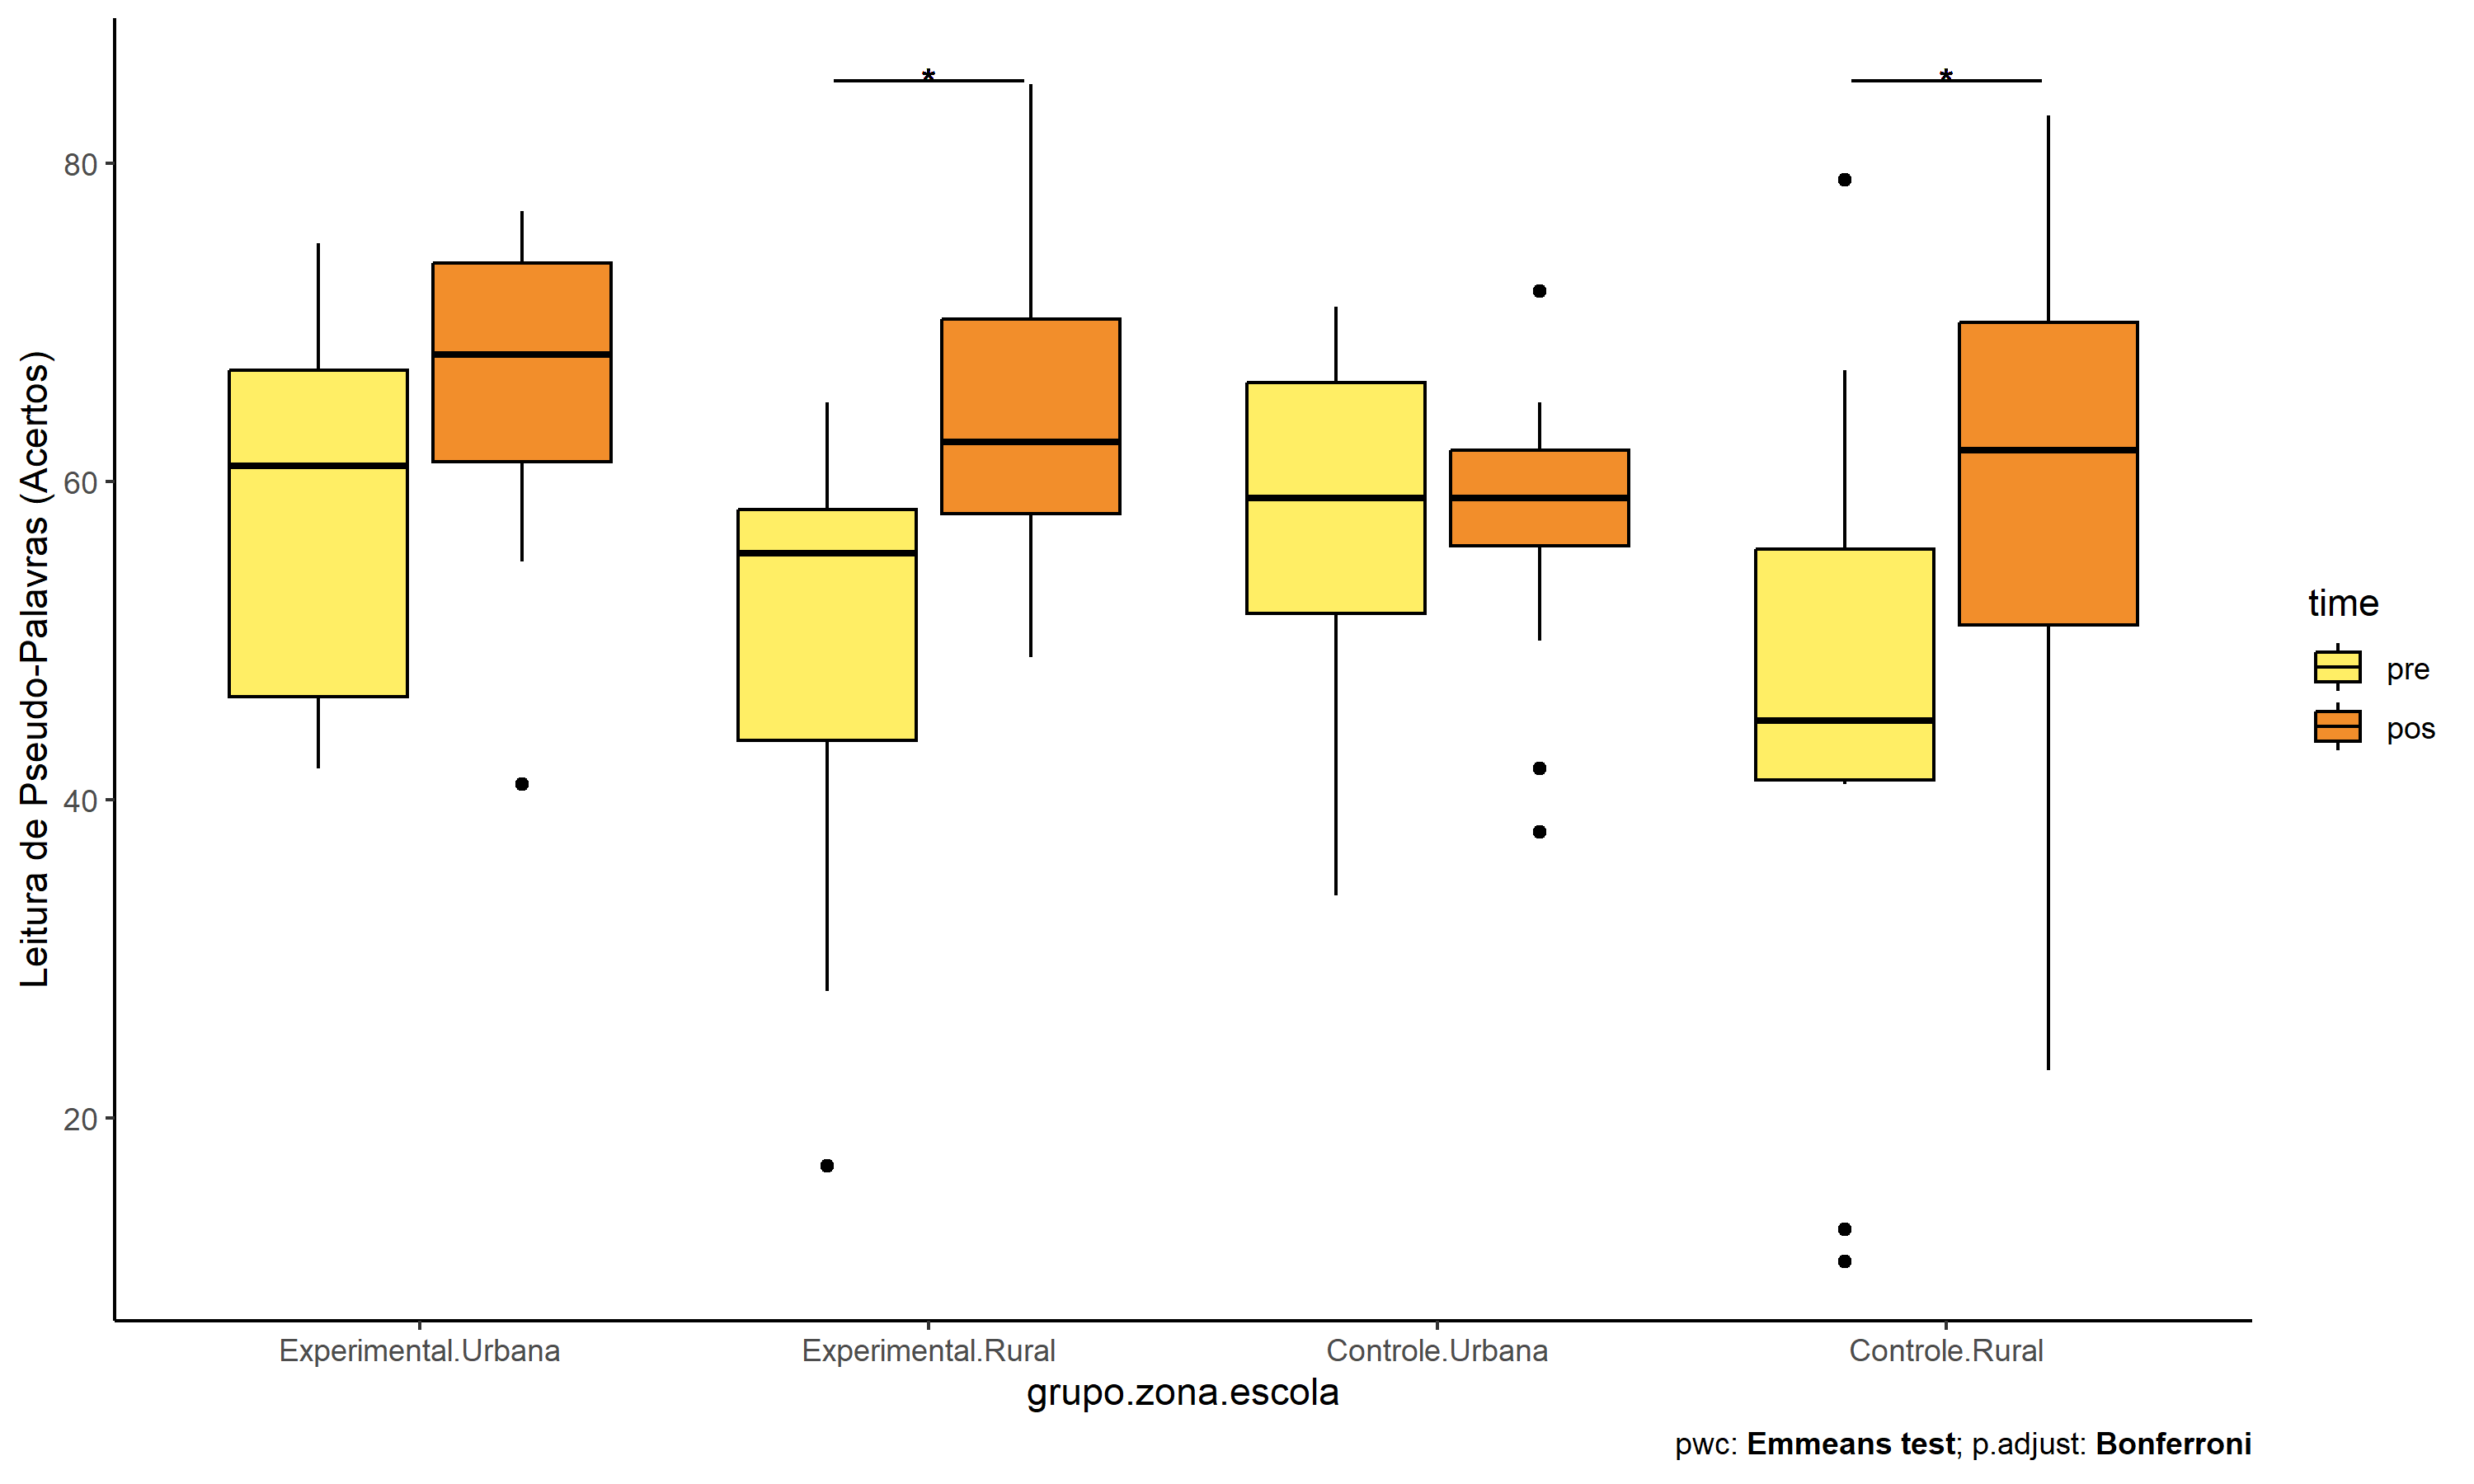 *
*
80
60
40
20
Leitura de Pseudo-Palavras (Acertos)
Experimental.Urbana
Experimental.Rural
Controle.Urbana
Controle.Rural
grupo.zona.escola
time
pre
pos
pwc: Emmeans test; p.adjust: Bonferroni